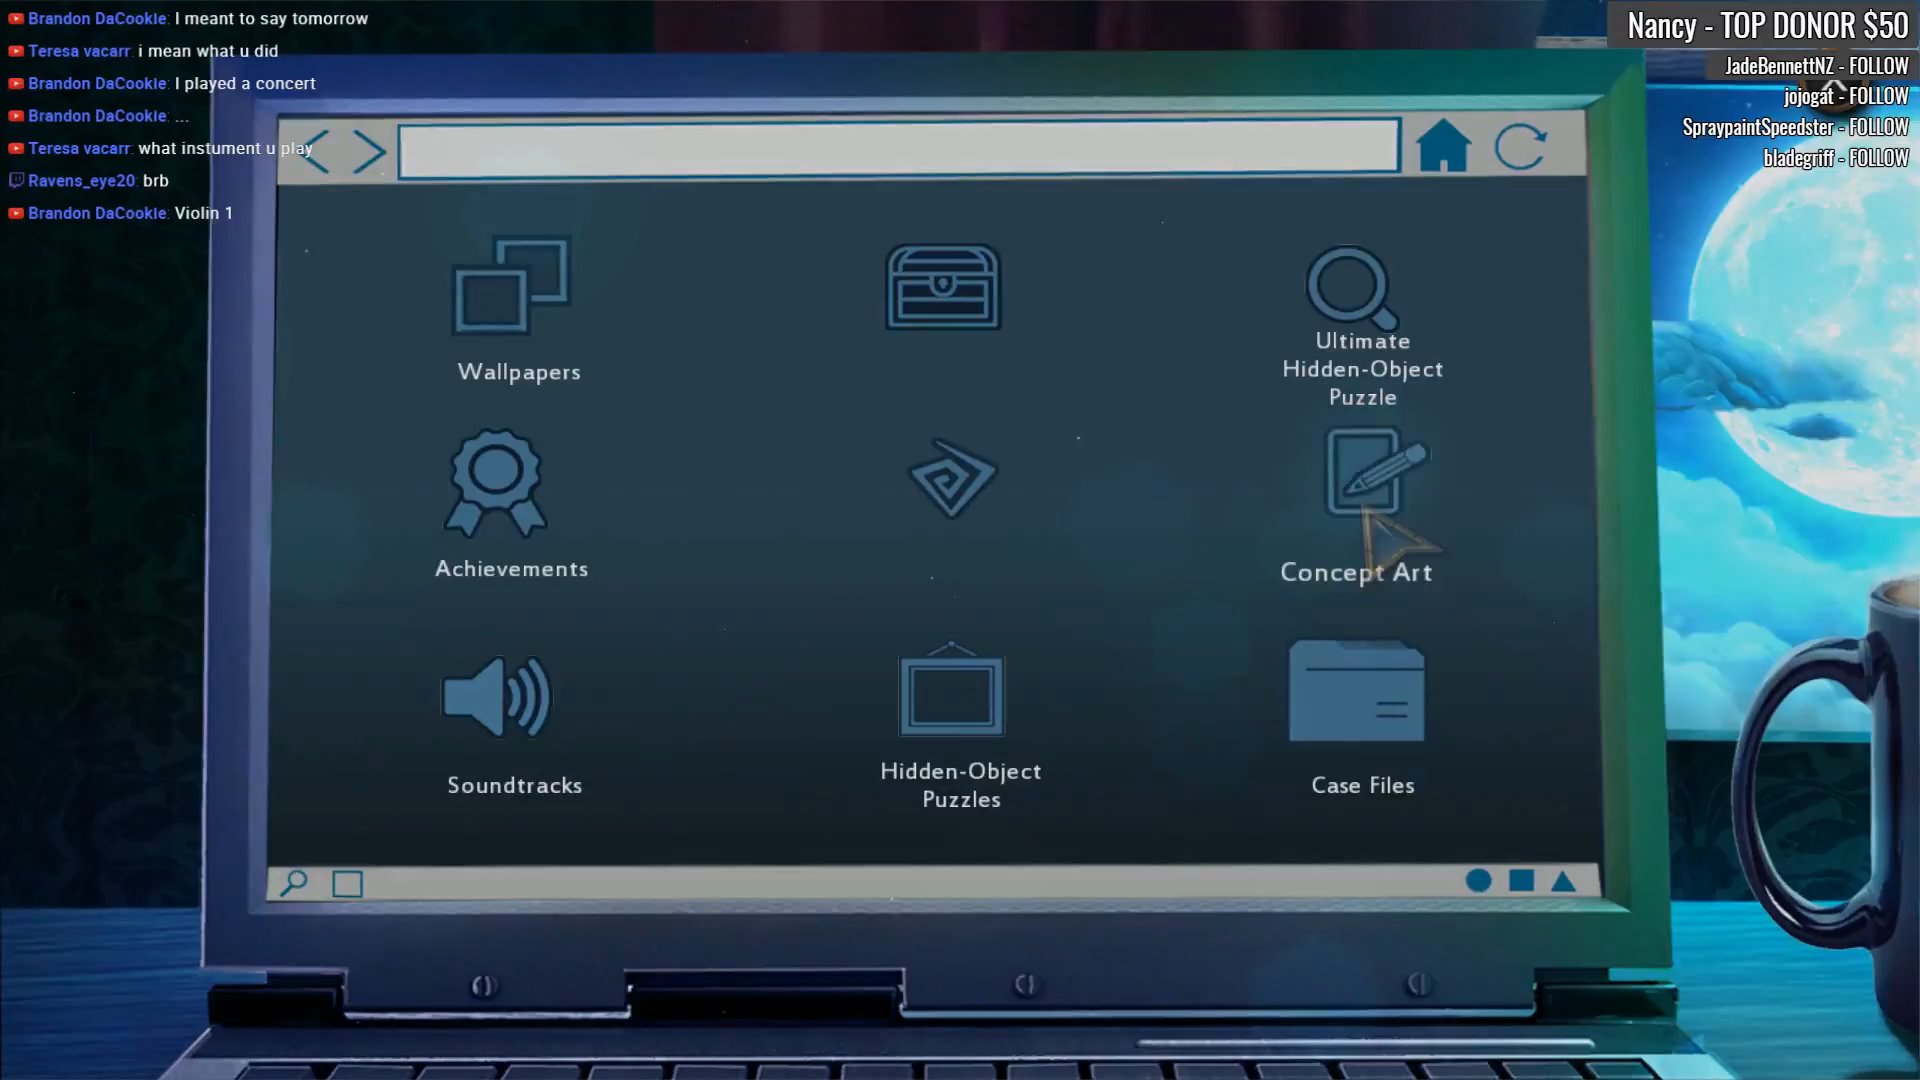 Brandon DaCookie: I meant to say tomorrow
Teresa vacarr: i mean what u did
Brandon DaCookie: I played a concert
Brandon DaCookie: ...
Teresa vacarr: what instument u play
Ravens_eye20: brb
Brandon DaCookie: Violin 1
Nancy - TOP DONOR $50
JadeBennettNZ - FOLLOW
jojogat - FOLLOW
SpraypaintSpeedster - FOLLOW
bladegriff - FOLLOW
Wallpapers
Ultimate
Hidden-Object
Puzzle
Achievements
Concept Art
Soundtracks
Hidden-Object
Puzzles
Case Files